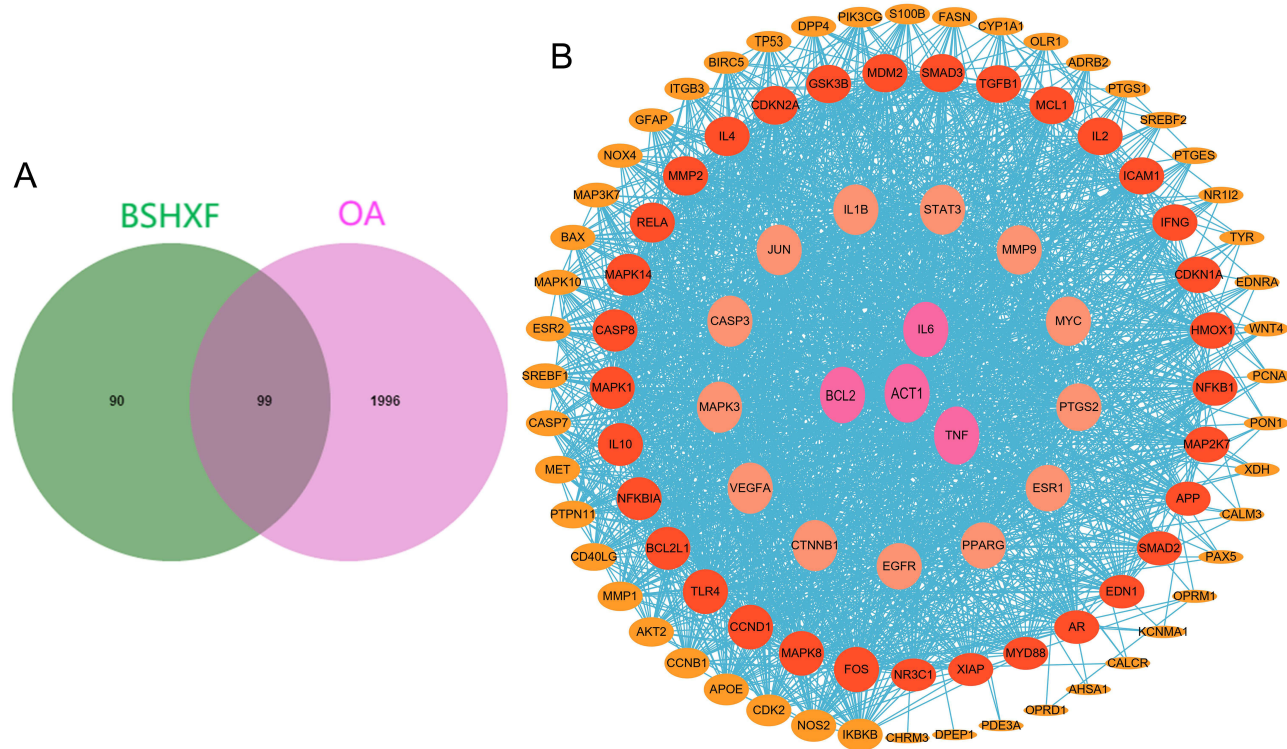 A
BSHXF
OA
90
99
1996
B
PIK3CG
S100B
FASN
CYP1A1
OLR1
ADRB2
PTGS1
SREBF2
PTGES
NR1I2
TYR
EDNRA
WNT4
PCNA
PON1
XDH
CALM3
PAX5
OPRM1
KCNMA1
CALCR
AHSA1
OPRD1
PDE3A
DPEP1
CHRM3
IKBKB
NOS2
CDK2
APOE
CCNB1
AKT2
MMP1
CD40LG
PTPN11
MET
CASP7
SREBF1
ESR2
MAPK10
BAX
MAP3K7
NOX4
GFAP
ITGB3
BIRC5
TP53
DPP4
GSK3B
MDM2
SMAD3
TGFB1
MCL1
IL2
ICAM1
IFNG
CDKN1A
HMOX1
NFKB1
MAP2K7
APP
SMAD2
EDN1
AR
MYD88
XIAP
NR3C1
FOS
MAPK8
CCND1
TLR4
BCL2L1
NFKBIA
IL10
MAPK1
CASP8
MAPK14
RELA
MMP2
IL4
CDKN2A
IL1B
STAT3
MMP9
MYC
PTGS2
ESR1
PPARG
EGFR
CTNNB1
VEGFA
MAPK3
CASP3
JUN
IL6
BCL2
ACT1
TNF